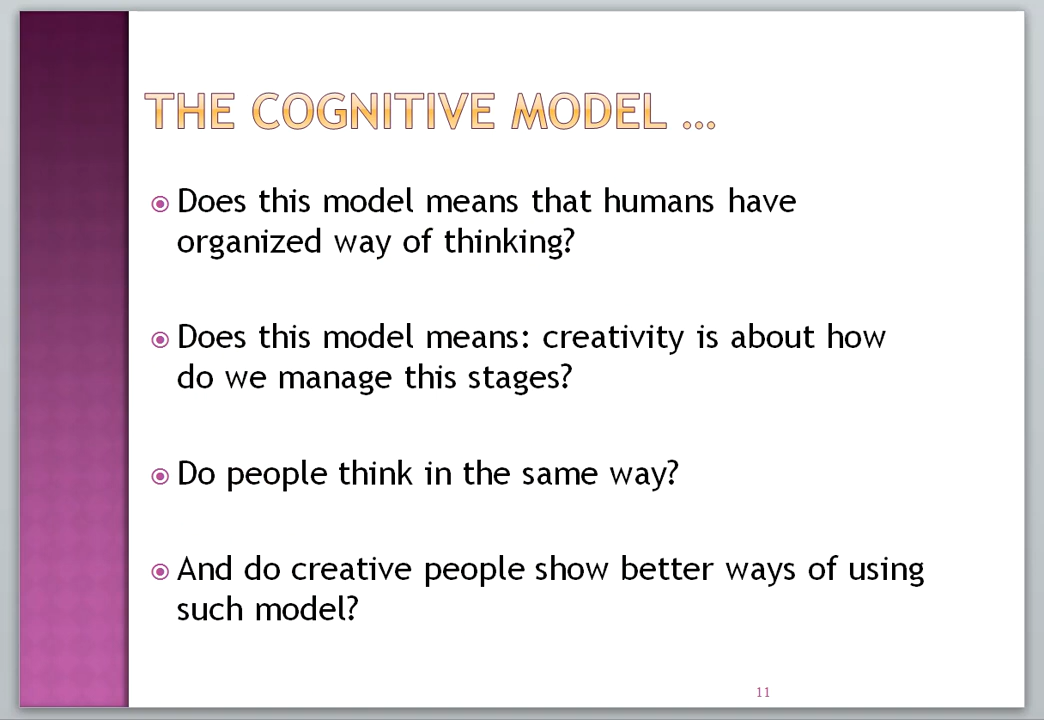 THE COGNITIVE MODEL …
Does this model means that humans have
organized way of thinking?
Does this model means: creativity is about how
do we manage this stages?
Do people think in the same way?
And do creative people show better ways of using
such model?
11